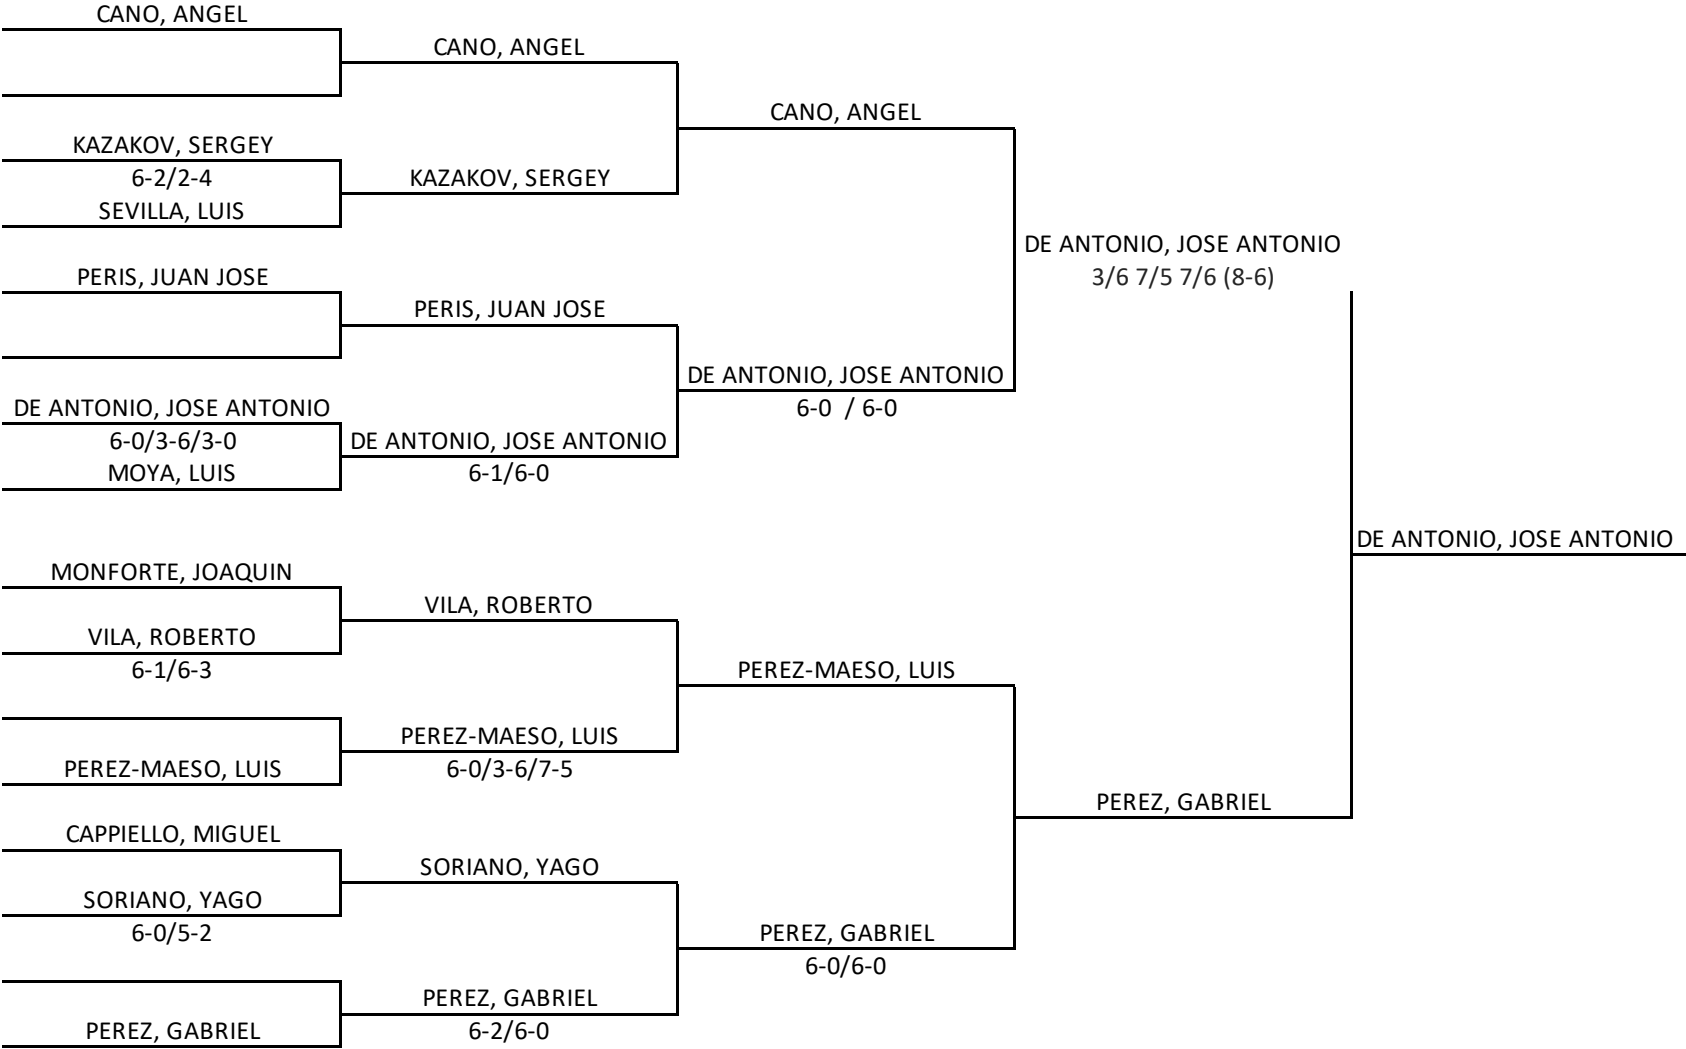 CANO, ANGEL
CANO, ANGEL
CANO, ANGEL
KAZAKOV, SERGEY
6-2/2-4
KAZAKOV, SERGEY
SEVILLA, LUIS
DE ANTONIO, JOSE ANTONIO
PERIS, JUAN JOSE
3/6 7/5 7/6 (8-6)
PERIS, JUAN JOSE
DE ANTONIO, JOSE ANTONIO
DE ANTONIO, JOSE ANTONIO
6-0 / 6-0
6-0/3-6/3-0
DE ANTONIO, JOSE ANTONIO
MOYA, LUIS
6-1/6-0
DE ANTONIO, JOSE ANTONIO
MONFORTE, JOAQUIN
VILA, ROBERTO
VILA, ROBERTO
6-1/6-3
PEREZ-MAESO, LUIS
PEREZ-MAESO, LUIS
PEREZ-MAESO, LUIS
6-0/3-6/7-5
PEREZ, GABRIEL
CAPPIELLO, MIGUEL
SORIANO, YAGO
SORIANO, YAGO
6-0/5-2
PEREZ, GABRIEL
6-0/6-0
PEREZ, GABRIEL
PEREZ, GABRIEL
6-2/6-0